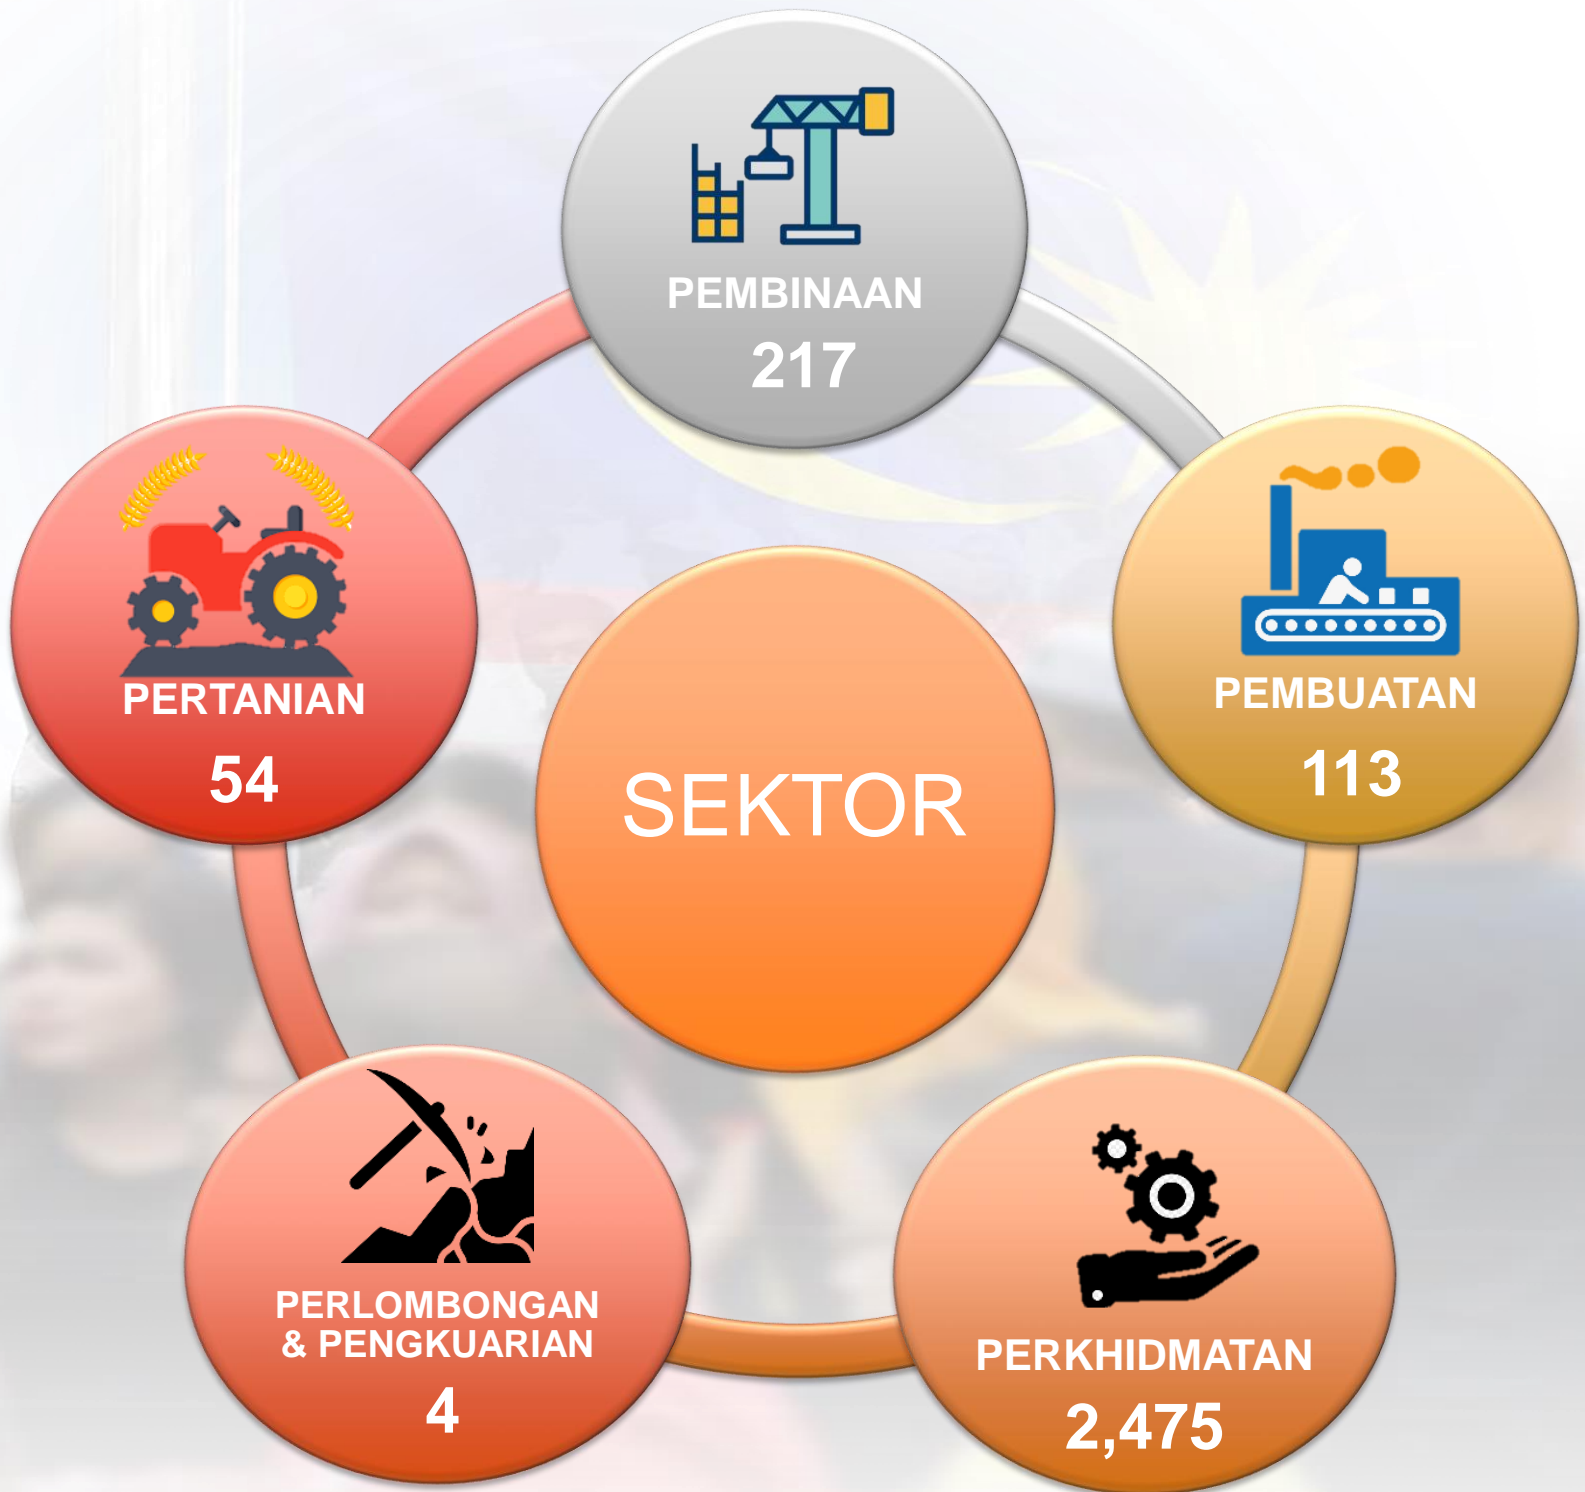 PEMBINAAN
217
PERTANIAN
54
PEMBUATAN
113
SEKTOR
PERLOMBONGAN
& PENGKUARIAN
4
PERKHIDMATAN
2,475